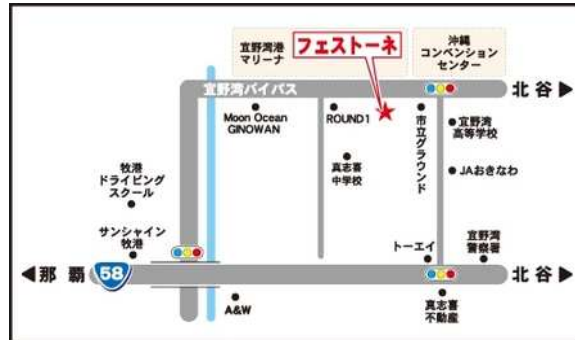 宜野湾港
マリーナ
フェストーネ
沖縄
コンベンション
センター
宜野湾バイパス
北谷
Moon Ocean
GINOWAN
ROUND1
市立グラウンド
宜野湾
高等学校
真志喜
中学校
JAおきなわ
牧港
ドライビング
スクール
サンシャイン
牧港
トーエイ
宜野湾
警察署
那覇
58
北谷
A&W
真志喜
不動産